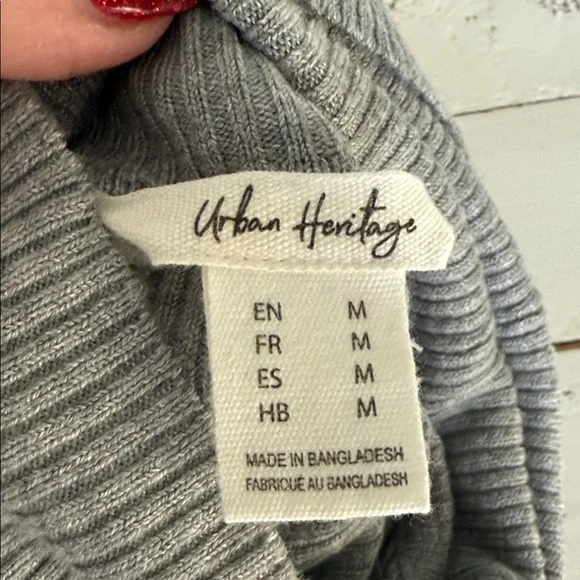 Urban Heritage
EN M
FR M
ES M
HB M
MADE IN BANGLADESH
FABRIQUÉ AU BANGLADESH